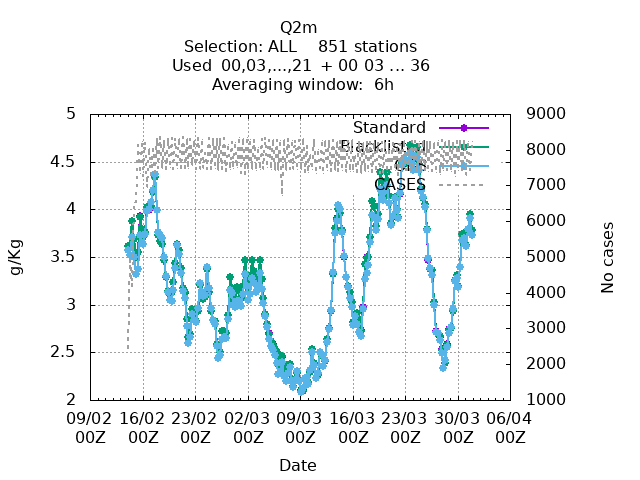 Q2m
Selection: ALL    851 stations
Used  00,03,...,21  + 00 03 ... 36
Averaging window:  6h
5 9000
Standard
8000
Blacklisted
4.5
7000
CASES
4 6000
3.5 5000
3 4000
2.5 3000
2000
2 1000
g/Kg
No cases
09/02 16/02 23/02 02/03 09/03 16/03 23/03 30/03 06/04
00Z 00Z 00Z 00Z 00Z 00Z 00Z 00Z 00Z
Date